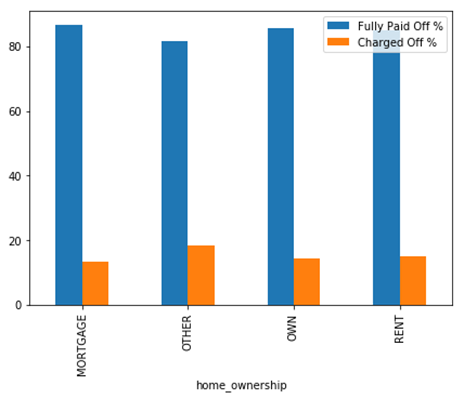 Fully Paid Off %
Charged Off %
80
60
40
20
0
MORTGAGE
OTHER
OWN
RENT
home_ownership